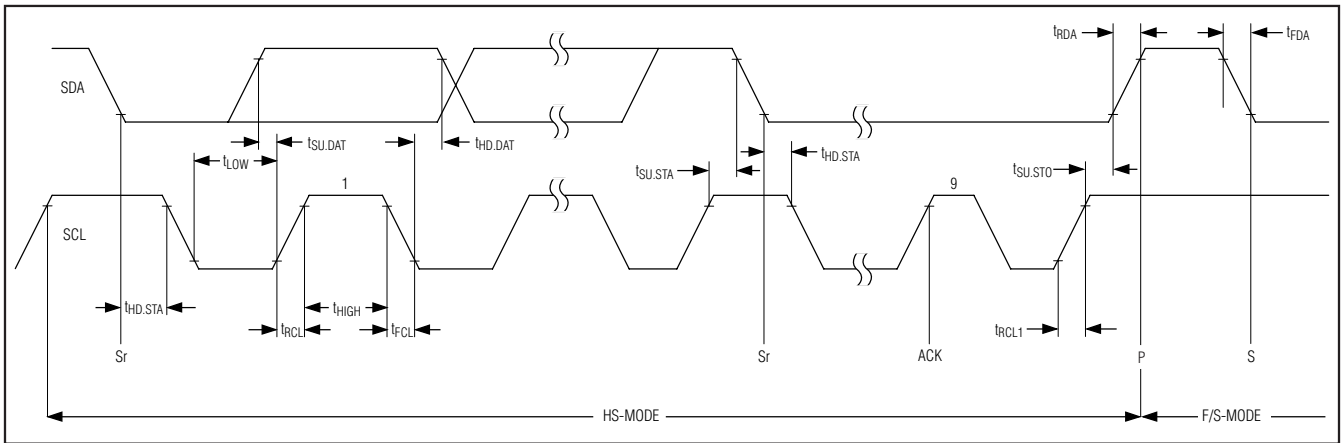 tRDA
tFDA
SDA
tSU.DAT
tHD.DAT
tLOW
tHD.STA
tSU.STA
tSU.STO
1
9
SCL
tHD.STA
tHIGH
tRCL
tFCL
tRCL1
Sr
Sr
ACK
P
S
HS-MODE
F/S-MODE